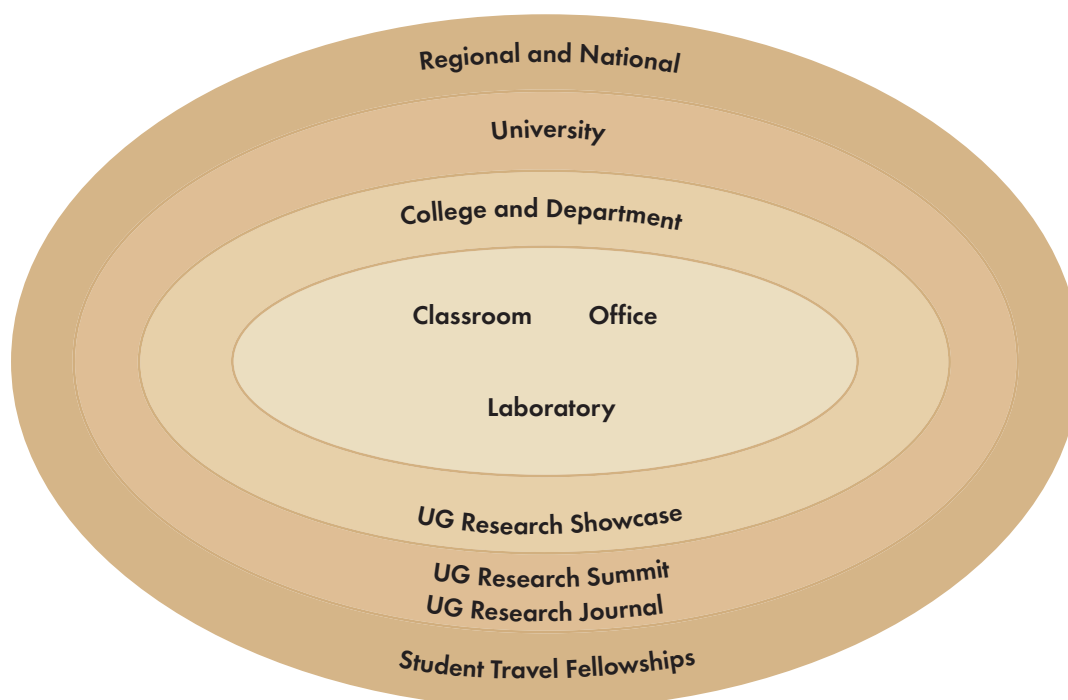 Regional and National
University
College and Department
Classroom Office
Laboratory
UG Research Showcase
UG Research Summit
UG Research Journal
Student Travel Fellowships